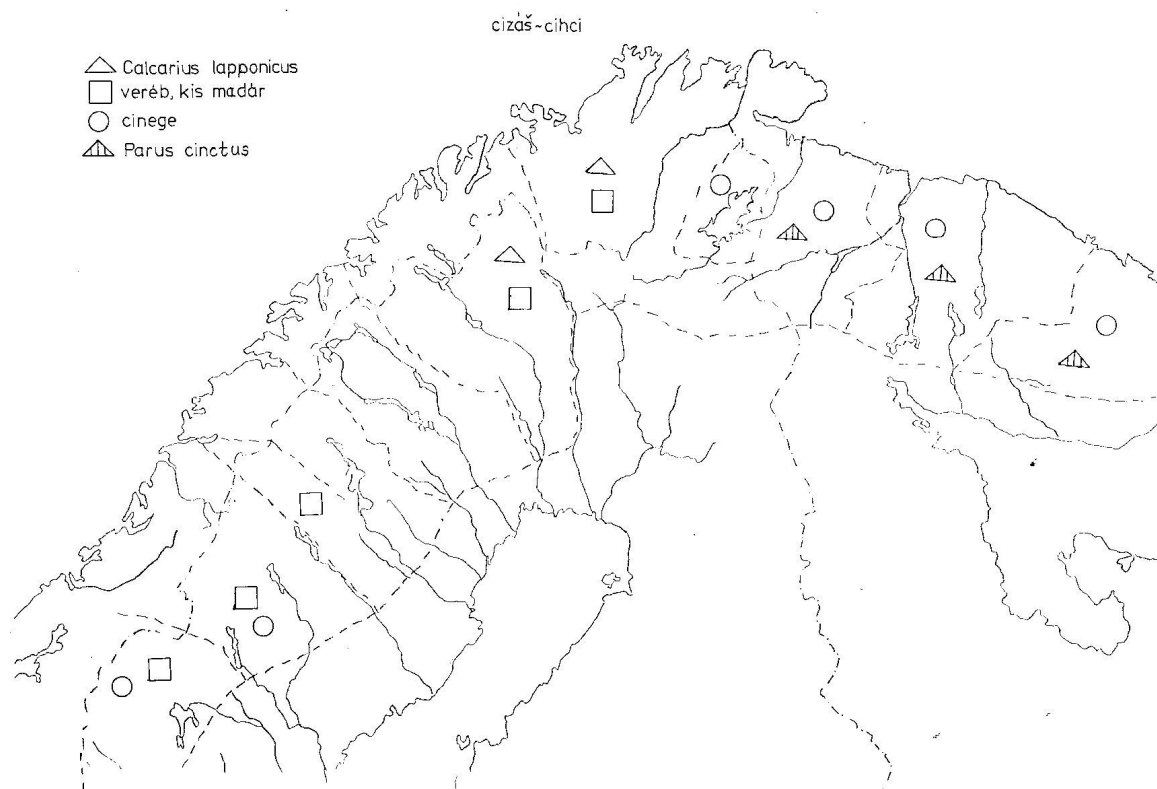 cizáš~cihci
Calcarius lapponicus
veréb, kis madár
cinege
Parus cinctus